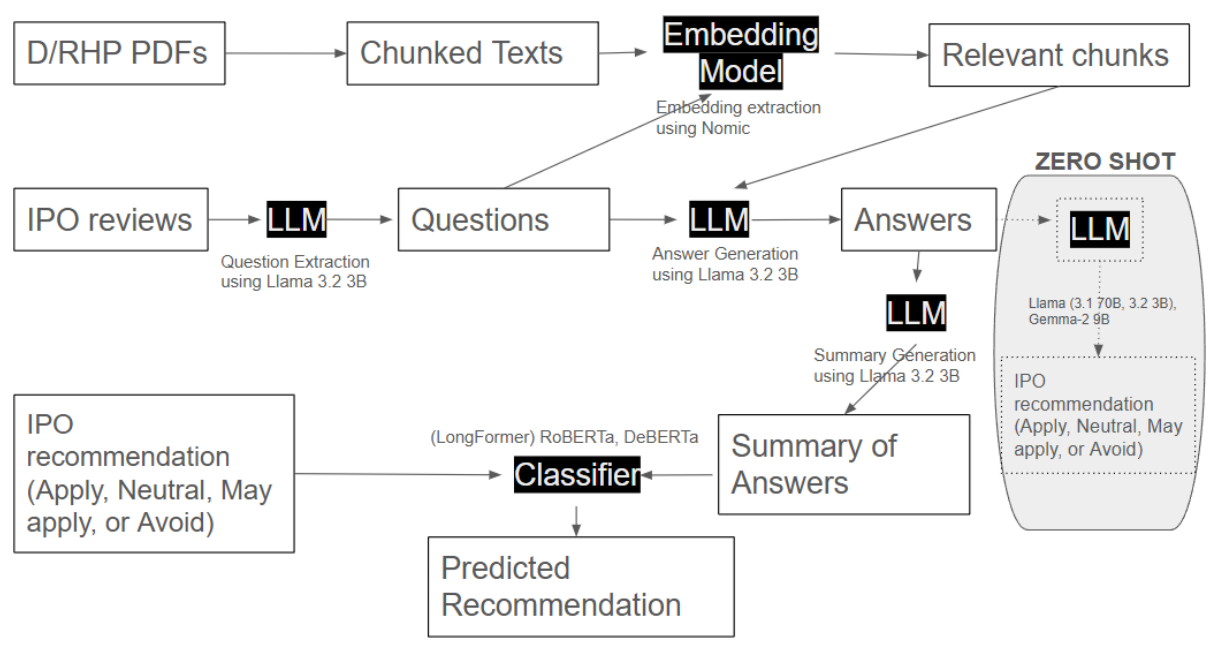 D/RHP PDFs
Chunked Texts
Embedding
Model
Embedding extraction
using Nomic
Relevant chunks
ZERO SHOT
IPO reviews
LLM
Question Extraction
using Llama 3.2 3B
Questions
LLM
Answer Generation
using Llama 3.2 3B
Answers
LLM
Llama (3.1 70B, 3.2 3B),
Gemma-2 9B
IPO
recommendation
(Apply, Neutral, May
apply, or Avoid)
LLM
Summary Generation
using Llama 3.2 3B
IPO
recommendation
(Apply, Neutral, May
apply, or Avoid)
(LongFormer) RoBERTa, DeBERTa
Classifier
Summary of
Answers
Predicted
Recommendation